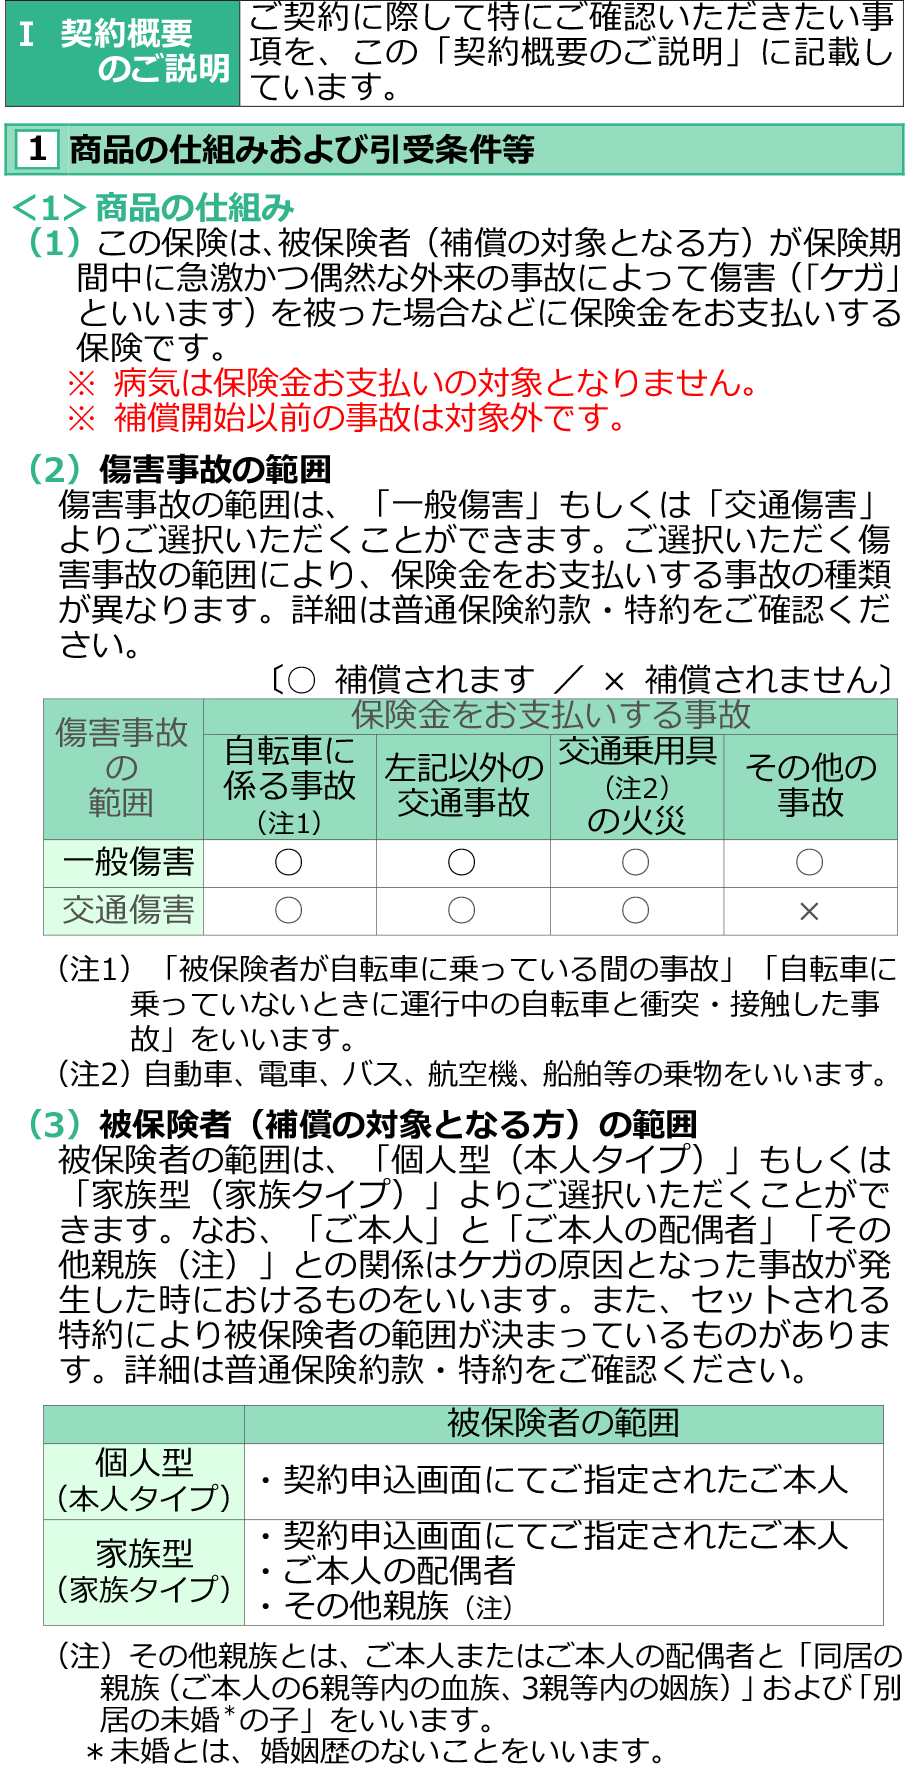 Ⅰ 契約概要
のご説明
ご契約に際して特にご確認いただきたい事
項を、この「契約概要のご説明」に記載し
ています。
1 商品の仕組みおよび引受条件等
＜1＞商品の仕組み
（1）この保険は、被保険者（補償の対象となる方）が保険期
間中に急激かつ偶然な外来の事故によって傷害（「ケガ」
といいます）を被った場合などに保険金をお支払いする
保険です。
※ 病気は保険金お支払いの対象となりません。
※ 補償開始以前の事故は対象外です。
（2）傷害事故の範囲
傷害事故の範囲は、「一般傷害」もしくは「交通傷害」
よりご選択いただくことができます。ご選択いただく傷
害事故の範囲により、保険金をお支払いする事故の種類
が異なります。詳細は普通保険約款・特約をご確認くだ
さい。
〔○ 補償されます ／ × 補償されません〕
傷害事故
の
範囲
保険金をお支払いする事故
自転車に
係る事故
（注1）
左記以外の
交通事故
交通乗用具
（注2）
の火災
その他の
事故
一般傷害 ○ ○ ○ ○
交通傷害 ○ ○ ○ ×
（注1）「被保険者が自転車に乗っている間の事故」「自転車に
乗っていないときに運行中の自転車と衝突・接触した事
故」をいいます。
（注2）自動車、電車、バス、航空機、船舶等の乗物をいいます。
（3）被保険者（補償の対象となる方）の範囲
被保険者の範囲は、「個人型（本人タイプ）」もしくは
「家族型（家族タイプ）」よりご選択いただくことがで
きます。なお、「ご本人」と「ご本人の配偶者」「その
他親族（注）」との関係はケガの原因となった事故が発
生した時におけるものをいいます。また、セットされる
特約により被保険者の範囲が決まっているものがありま
す。詳細は普通保険約款・特約をご確認ください。
被保険者の範囲
個人型
（本人タイプ）
・契約申込画面にてご指定されたご本人
家族型
（家族タイプ）
・契約申込画面にてご指定されたご本人
・ご本人の配偶者
・その他親族（注）
（注）その他親族とは、ご本人またはご本人の配偶者と「同居の
親族（ご本人の6親等内の血族、3親等内の姻族）」および「別
居の未婚＊の子」をいいます。
＊未婚とは、婚姻歴のないことをいいます。